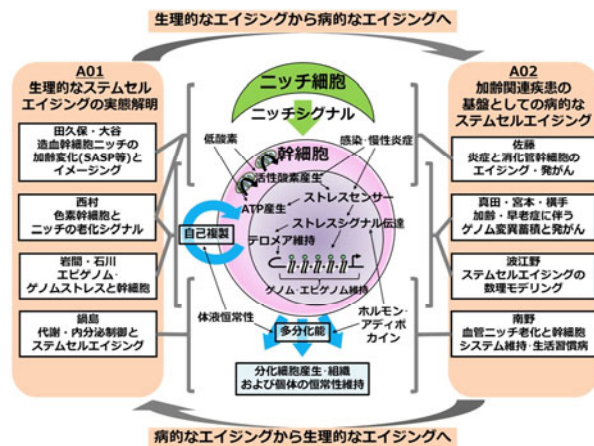 生理的なエイジングから病的なエイジングへ
A01
生理的なステムセル
エイジングの実態解明
田久保・大谷
造血幹細胞ニッチの
加齢変化(SASP等)と
イメージング
西村
色素幹細胞と
ニッチの老化シグナル
岩間・石川
エピゲノム・
ゲノムストレスと幹細胞
鍋島
代謝・内分泌制御と
ステムセルエイジング
ニッチ細胞
ニッチシグナル
低酸素
感染・慢性炎症
幹細胞
活性酸素産生
ストレスセンサー
ATP産生
ストレスシグナル伝達
自己複製
テロメア維持
ゲノム・エピゲノム維持
体液恒常性
多分化能
ホルモン・
アディポ
カイン
分化細胞産生・組織
および個体の恒常性維持
A02
加齢関連疾患の
基盤としての病的な
ステムセルエイジング
佐藤
炎症と消化管幹細胞の
エイジング・発がん
真田・宮本・横手
加齢・早老症に伴う
ゲノム変異蓄積と発がん
波江野
ステムセルエイジングの
数理モデリング
南野
血管ニッチ老化と幹細胞
システム維持・生活習慣病
病的なエイジングから生理的なエイジングへ